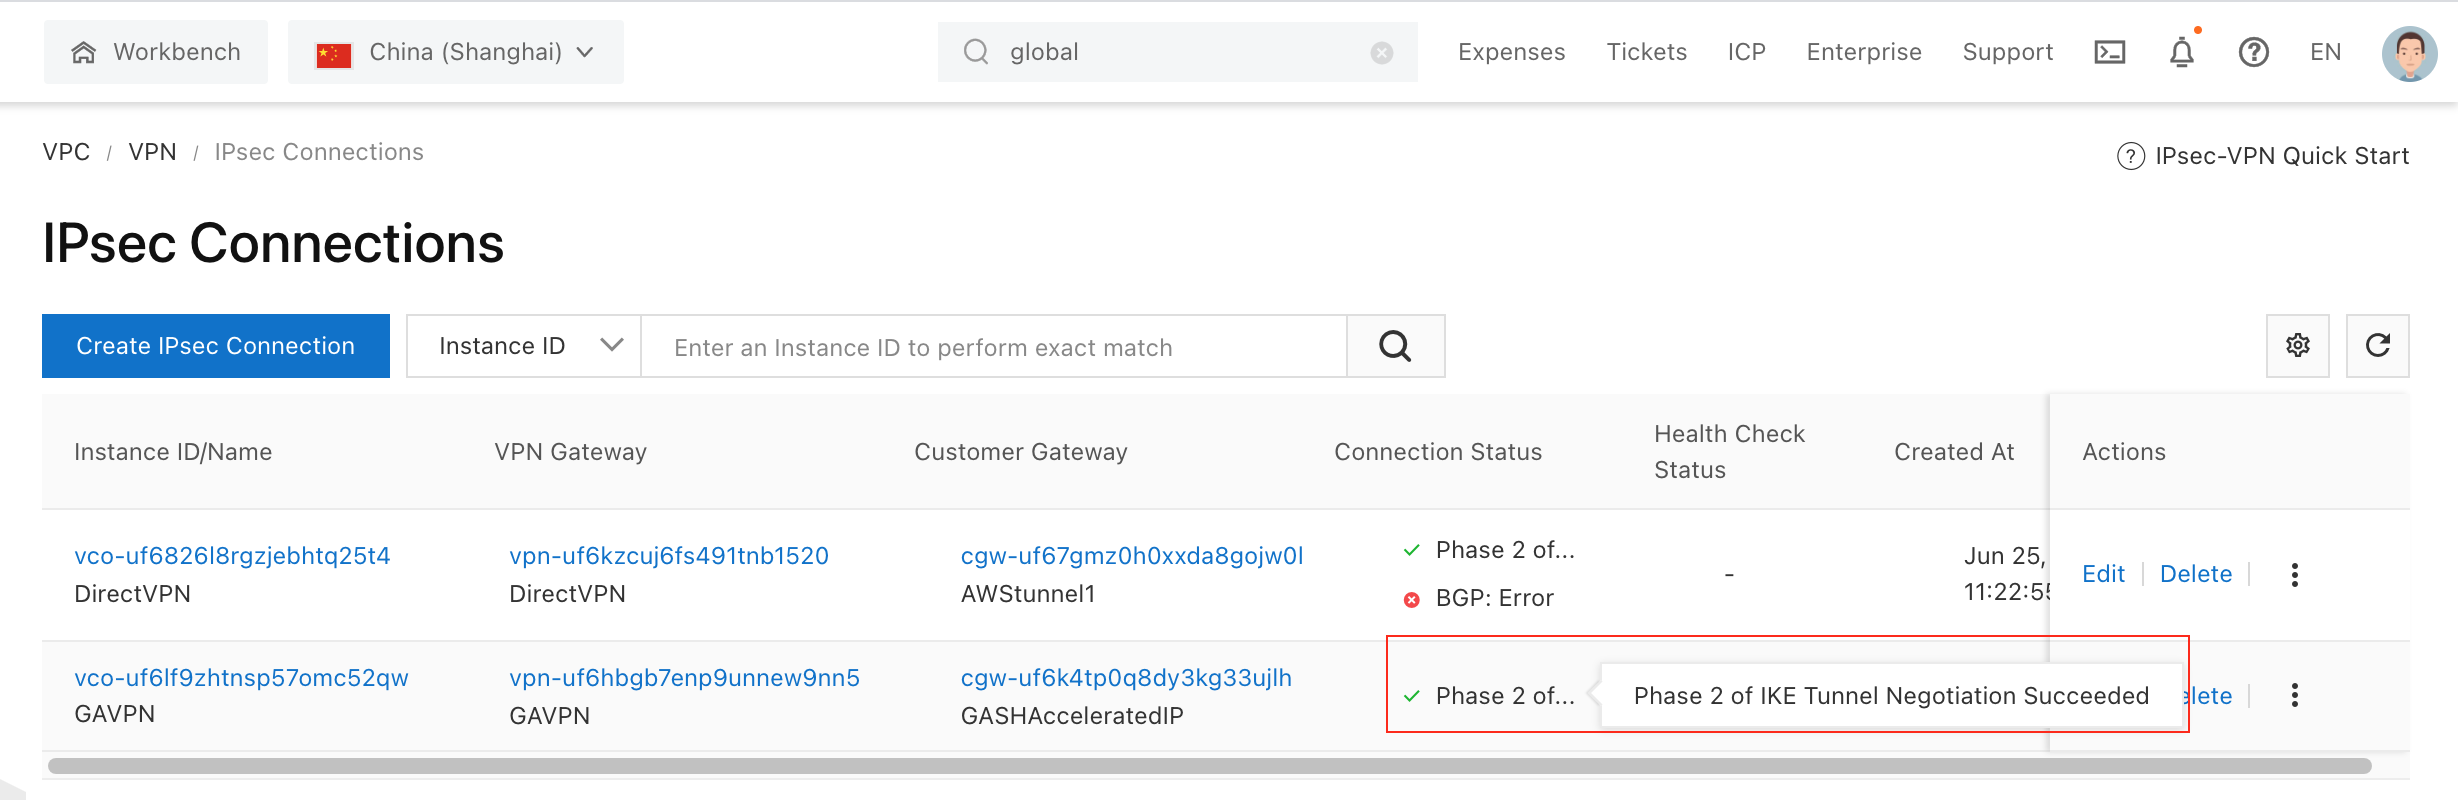 Workbench
China (Shanghai)
global
Expenses
Tickets
ICP
Enterprise
Support
EN
VPC / VPN / IPsec Connections
IPsec-VPN Quick Start
IPsec Connections
Create IPsec Connection
Instance ID
Enter an Instance ID to perform exact match
Instance ID/Name
VPN Gateway
Customer Gateway
Connection Status
Health Check
Status
Created At
Actions
vco-uf6826l8rgzjebhtq25t4
DirectVPN
vpn-uf6kzcuj6fs491tnb1520
DirectVPN
cgw-uf67gmz0h0xxda8gojw0l
AWStunnel1
Phase 2 of...
BGP: Error
-
Jun 25,
11:22:55
Edit
Delete
vco-uf6lf9zhtnsp57omc52qw
GAVPN
vpn-uf6hbgb7enp9unnew9nn5
GAVPN
cgw-uf6k4tp0q8dy3kg33ujlh
GASHAcceleratedIP
Phase 2 of...
Phase 2 of IKE Tunnel Negotiation Succeeded
elete